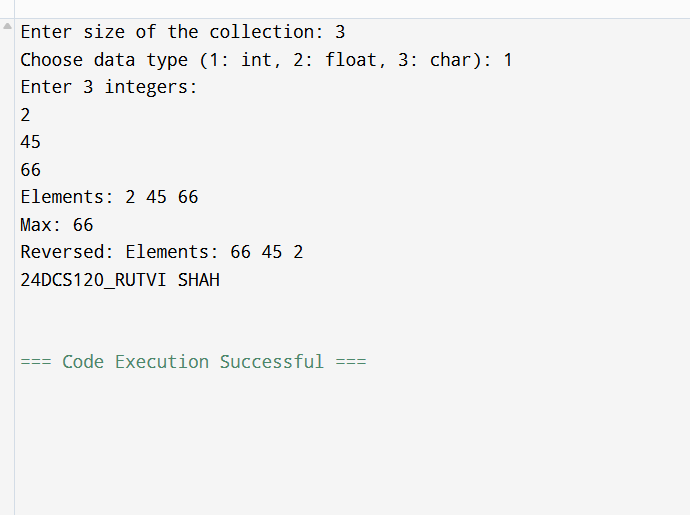 Enter size of the collection: 3
Choose data type (1: int, 2: float, 3: char): 1
Enter 3 integers:
2
45
66
Elements: 2 45 66
Max: 66
Reversed: Elements: 66 45 2
24DCS120_RUTVI SHAH
=== Code Execution Successful ===